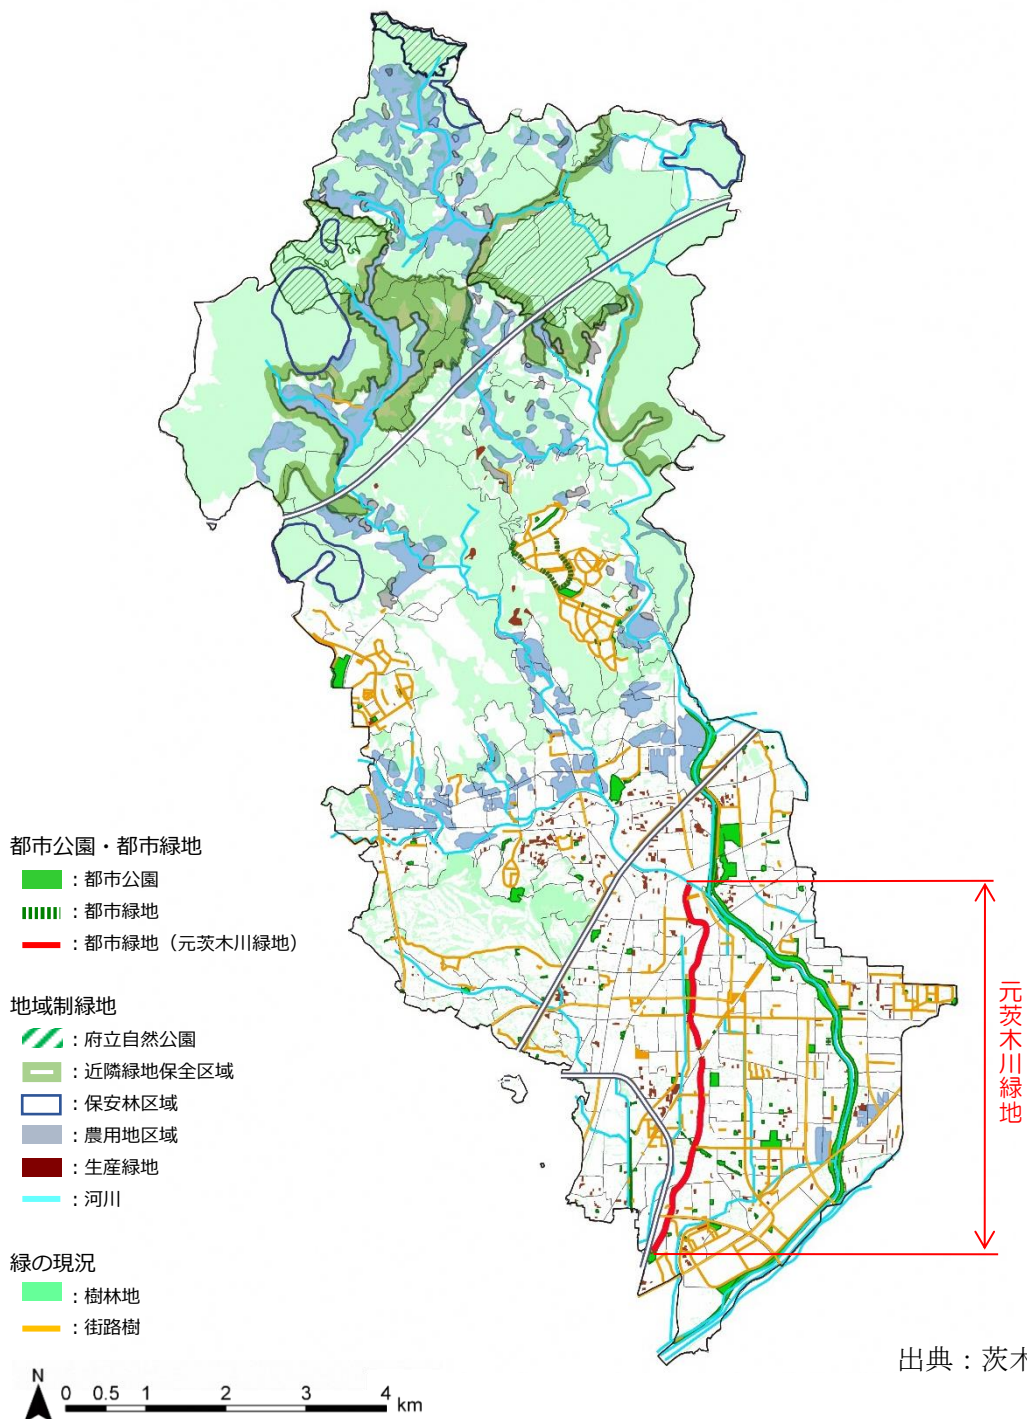 都市公園・都市緑地
：都市公園
：都市緑地
：都市緑地（元茨木川緑地）
地域制緑地
：府立自然公園
：近隣緑地保全区域
：保安林区域
：農用地区域
：生産緑地
：河川
緑の現況
：樹林地
：街路樹
元茨木川緑地
出典：茨木
N
0 0.5 1 2 3 4 km